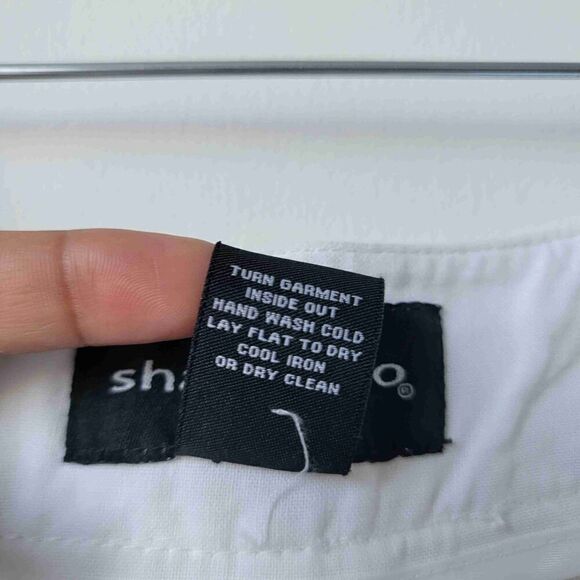 TURN GARMENT
INSIDE OUT
HAND WASH COLD
LAY FLAT TO DRY
COOL IRON
OR DRY CLEAN